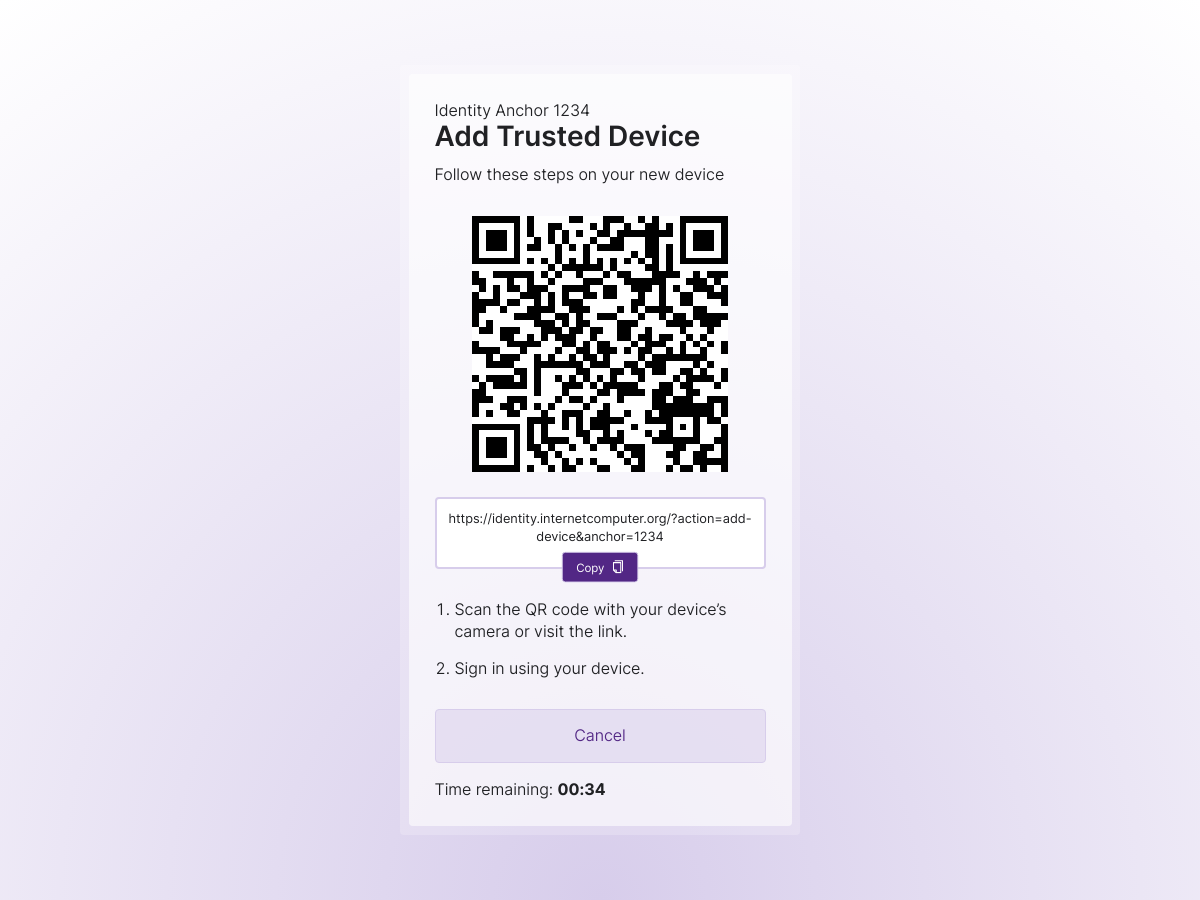 Identity Anchor 1234
Add Trusted Device
Follow these steps on your new device
https://identity.internetcomputer.org/?action=add-
device&anchor=1234
Copy
1. Scan the QR code with your device’s
camera or visit the link.
2. Sign in using your device.
Cancel
Time remaining: 00:34